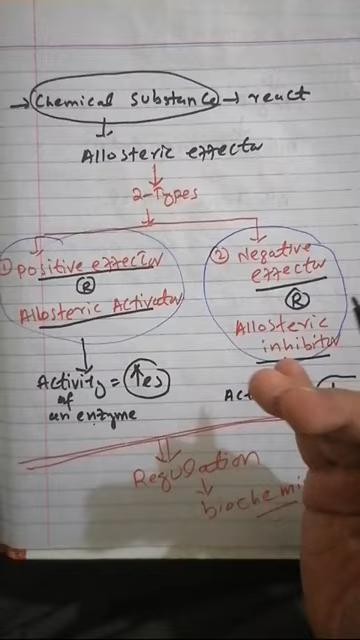 → Chemical substance → react
Allosteric effector
2-Types
① Positive effector
Ⓡ
Allosteric Activator
② Negative
effector
Ⓡ
Allosteric
inhibitor
Activity = ↑es
of
an enzyme
Regulation